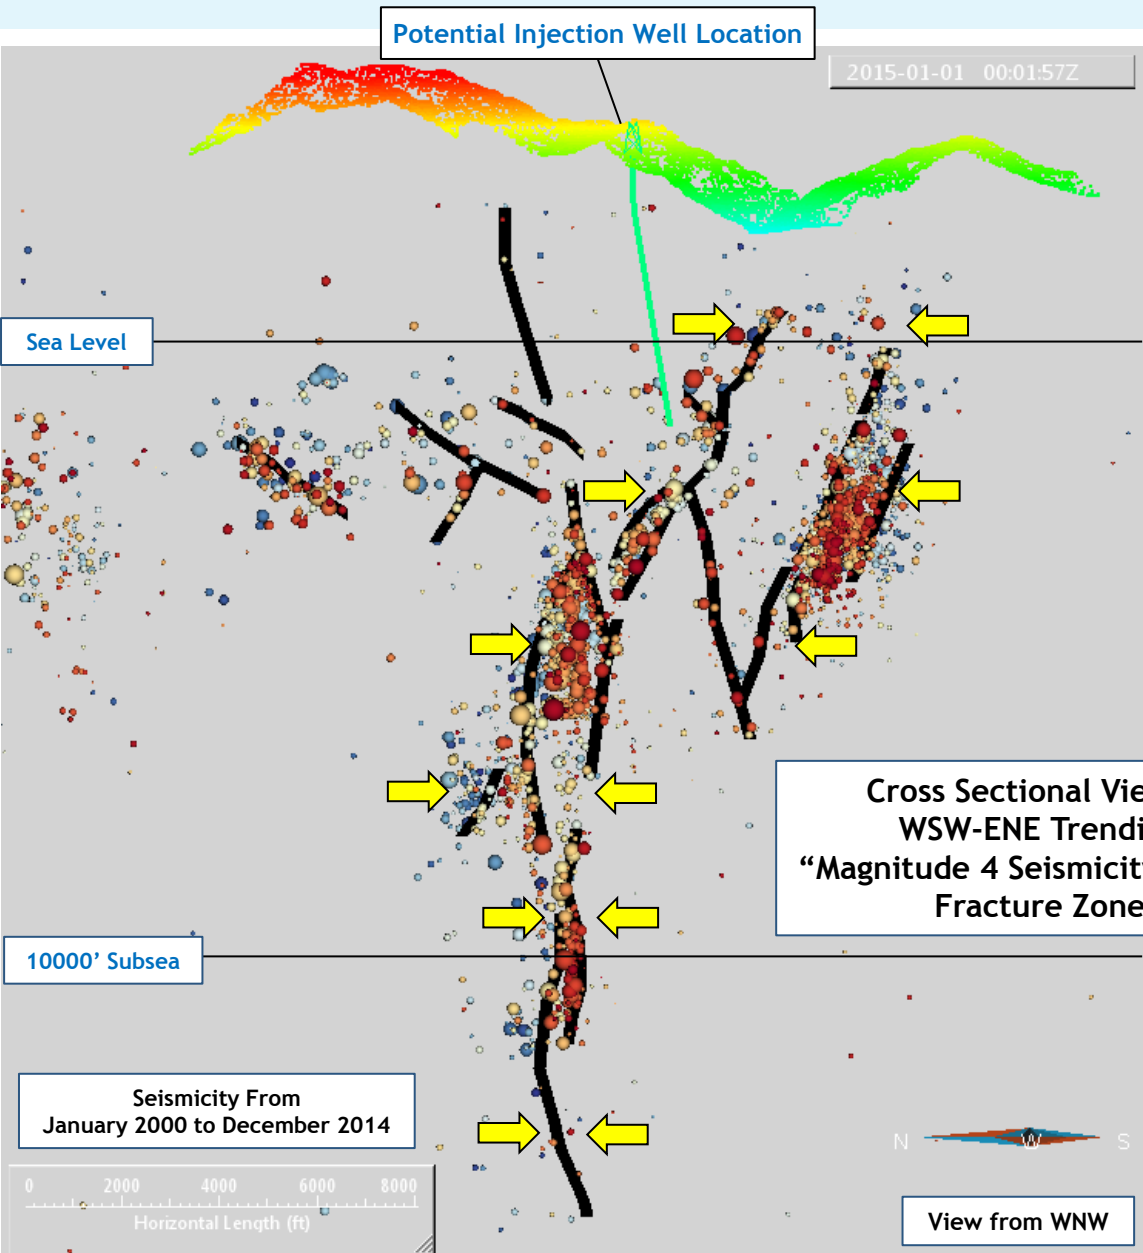 Potential Injection Well Location
2015-01-01 00:01:57Z
Sea Level
Cross Sectional Vie
WSW-ENE Trendi
“Magnitude 4 Seismicit
Fracture Zone
10000’ Subsea
Seismicity From
January 2000 to December 2014
N W S
0 2000 4000 6000 8000
Horizontal Length (ft)
View from WNW